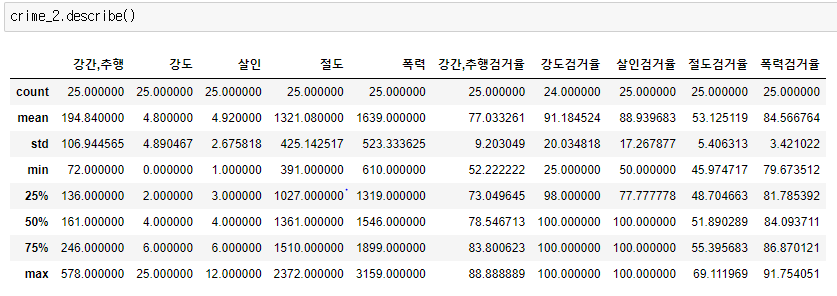 crime_2.describe()
강간,추행 강도 살인 절도 폭력 강간,추행검거율 강도검거율 살인검거율 절도검거율 폭력검거율
count 25.000000 25.000000 25.000000 25.000000 25.000000 25.000000 24.000000 25.000000 25.000000 25.000000
mean 194.840000 4.800000 4.920000 1321.080000 1639.000000 77.033261 91.184524 88.939683 53.125119 84.566764
std 106.944565 4.890467 2.675818 425.142517 523.333625 9.203049 20.034818 17.267877 5.406313 3.421022
min 72.000000 0.000000 1.000000 391.000000 610.000000 52.222222 25.000000 50.000000 45.974717 79.673512
25% 136.000000 2.000000 3.000000 1027.000000 1319.000000 73.049645 98.000000 77.777778 48.704663 81.785392
50% 161.000000 4.000000 4.000000 1361.000000 1546.000000 78.546713 100.000000 100.000000 51.890289 84.093711
75% 246.000000 6.000000 6.000000 1510.000000 1899.000000 83.800623 100.000000 100.000000 55.395683 86.870121
max 578.000000 25.000000 12.000000 2372.000000 3159.000000 88.888889 100.000000 100.000000 69.111969 91.754051